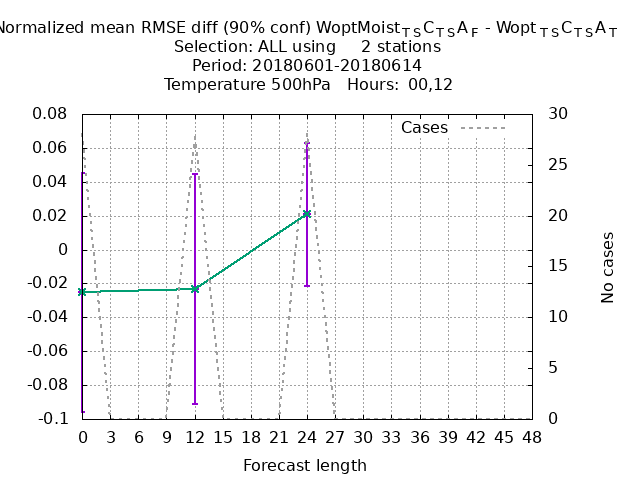 Normalized mean RMSE diff (90% conf) WoptMoist_TSC_TSA_F - Wopt_TSC_TSA_T
Selection: ALL using 2 stations
Period: 20180601-20180614
Temperature 500hPa Hours: 00,12
Cases
0.08
0.06
0.04
0.02
0
-0.02
-0.04
-0.06
-0.08
-0.1
30
25
20
15
10
5
0
No cases
0 3 6 9 12 15 18 21 24 27 30 33 36 39 42 45 48
Forecast length